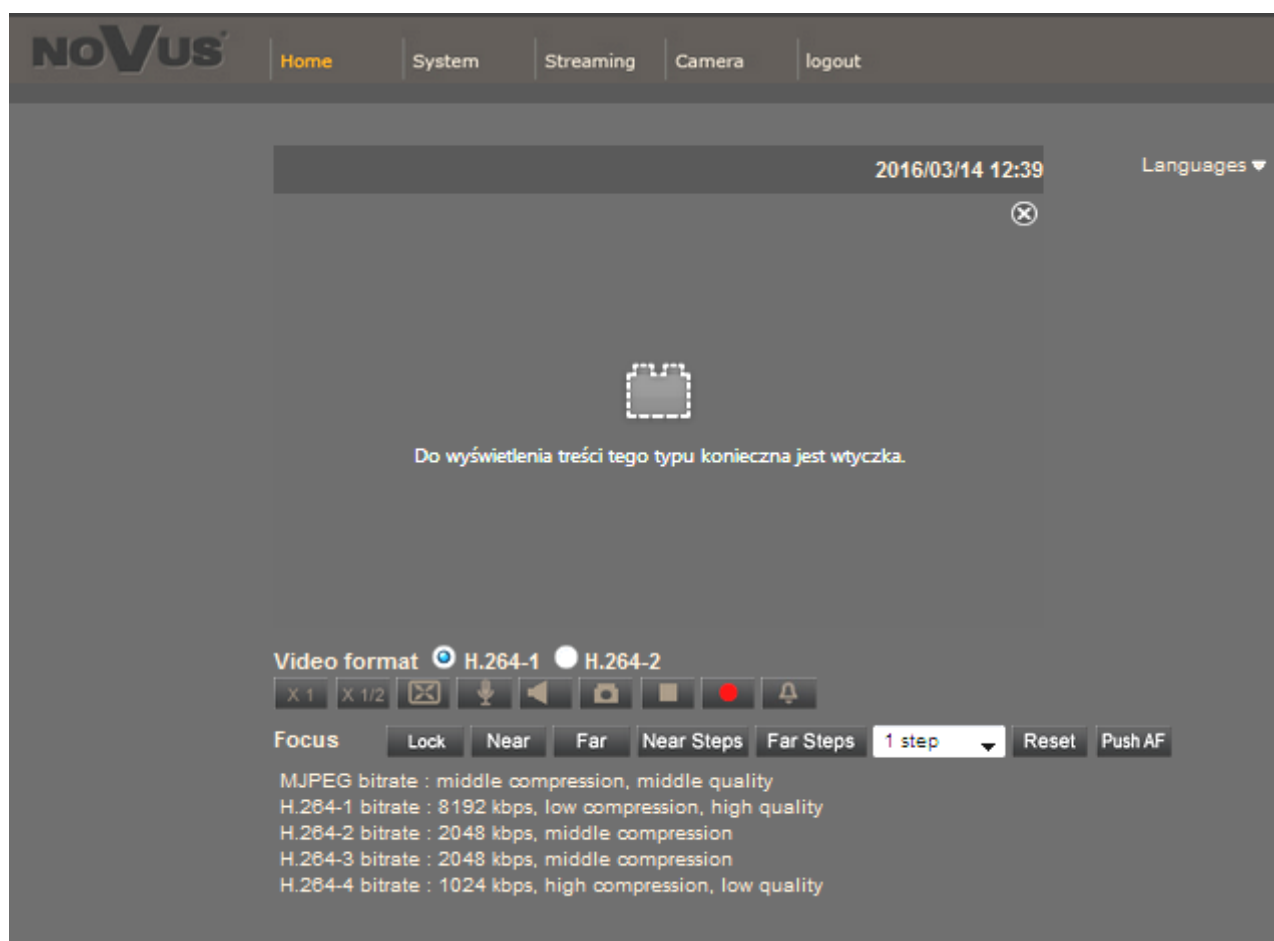 NOVUS
Home System Streaming Camera logout
2016/03/14 12:39 Languages
Do wyświetlenia treści tego typu konieczna jest wtyczka.
Video format H.264-1 H.264-2
X 1 X 1/2
Focus Lock Near Far Near Steps Far Steps 1 step Reset Push AF
MJPEG bitrate : middle compression, middle quality
H.264-1 bitrate : 8192 kbps, low compression, high quality
H.264-2 bitrate : 2048 kbps, middle compression
H.264-3 bitrate : 2048 kbps, middle compression
H.264-4 bitrate : 1024 kbps, high compression, low quality